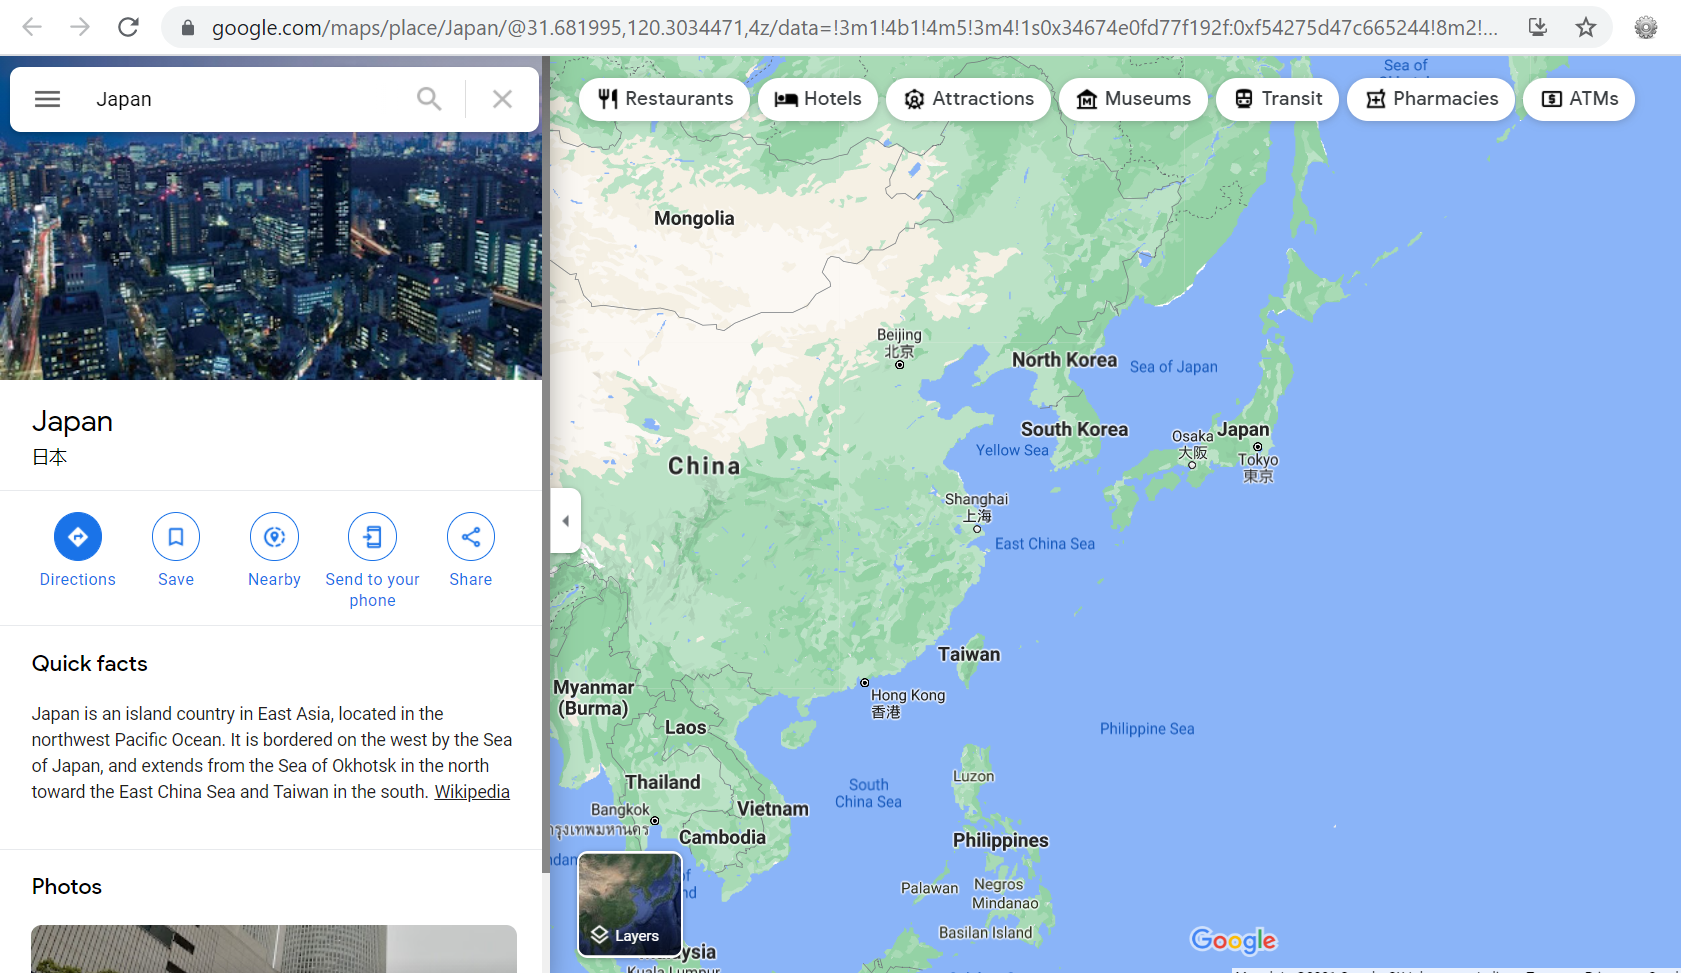 google.com/maps/place/Japan/@31.681995,120.3034471,4z/data=!3m1!4b1!4m5!3m4!1s0x34674e0fd77f192f:0xf54275d47c665244!8m2!...
Japan
Restaurants
Hotels
Attractions
Museums
Transit
Pharmacies
ATMs
Japan
日本
Directions
Save
Nearby
Send to your
phone
Share
Quick facts
Japan is an island country in East Asia, located in the
northwest Pacific Ocean. It is bordered on the west by the Sea
of Japan, and extends from the Sea of Okhotsk in the north
toward the East China Sea and Taiwan in the south. Wikipedia
Photos
Sea of
Mongolia
Beijing
北京
North Korea
Sea of Japan
South Korea
Yellow Sea
Osaka
大阪
Japan
Tokyo
東京
China
Shanghai
上海
East China Sea
Taiwan
Hong Kong
香港
Myanmar
(Burma)
Laos
Philippine Sea
Thailand
Luzon
South
China Sea
Vietnam
Bangkok
กรุงเทพมหานคร
Cambodia
Philippines
Palawan
Negros
Mindanao
Basilan Island
Layers
Kuala Lumpur
Google